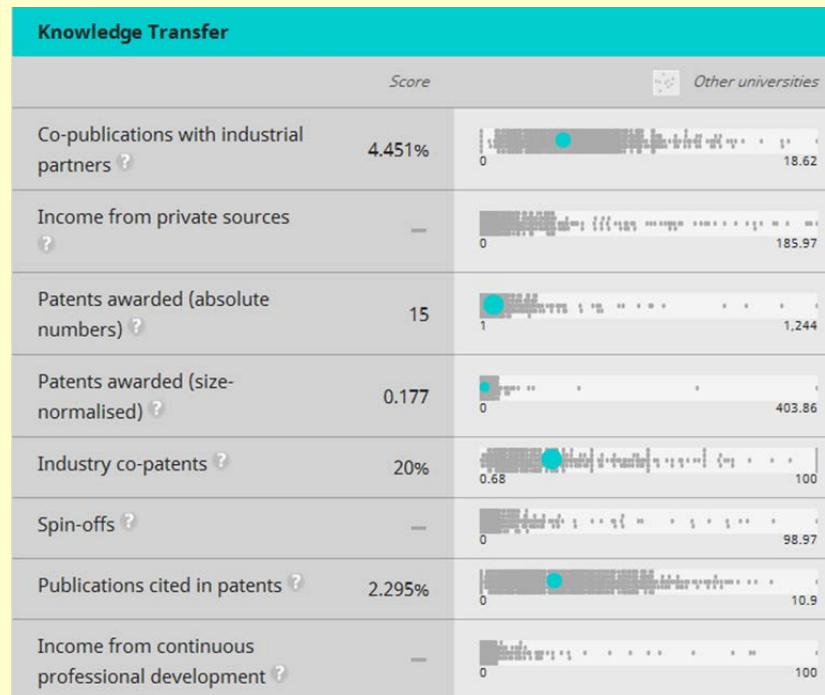 Knowledge Transfer
Score
Other universities
Co-publications with industrial
partners ?
4.451%
0 18.62
Income from private sources
?
—
0 185.97
Patents awarded (absolute
numbers) ?
15
1 1,244
Patents awarded (size-
normalised) ?
0.177
0 403.86
Industry co-patents ?
20%
0.68 100
Spin-offs ?
—
0 98.97
Publications cited in patents ?
2.295%
0 10.9
Income from continuous
professional development ?
—
0 100